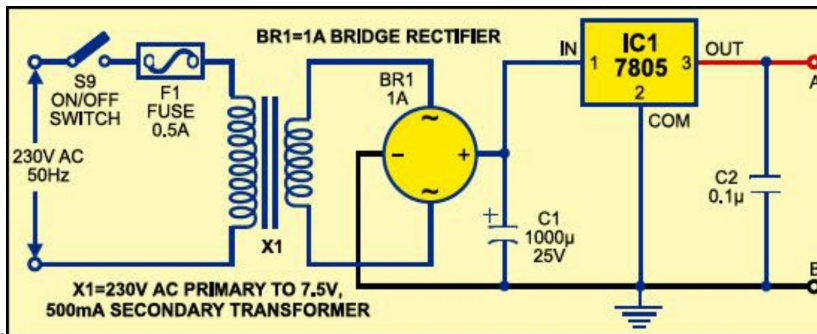 BR1=1A BRIDGE RECTIFIER
S9
ON/OFF
SWITCH
F1
FUSE
0.5A
230V AC
50Hz
X1
X1=230V AC PRIMARY TO 7.5V,
500mA SECONDARY TRANSFORMER
BR1
1A
~
–
+
~
+
C1
1000µ
25V
IN
1
IC1
7805
3
2
OUT
COM
C2
0.1µ
A